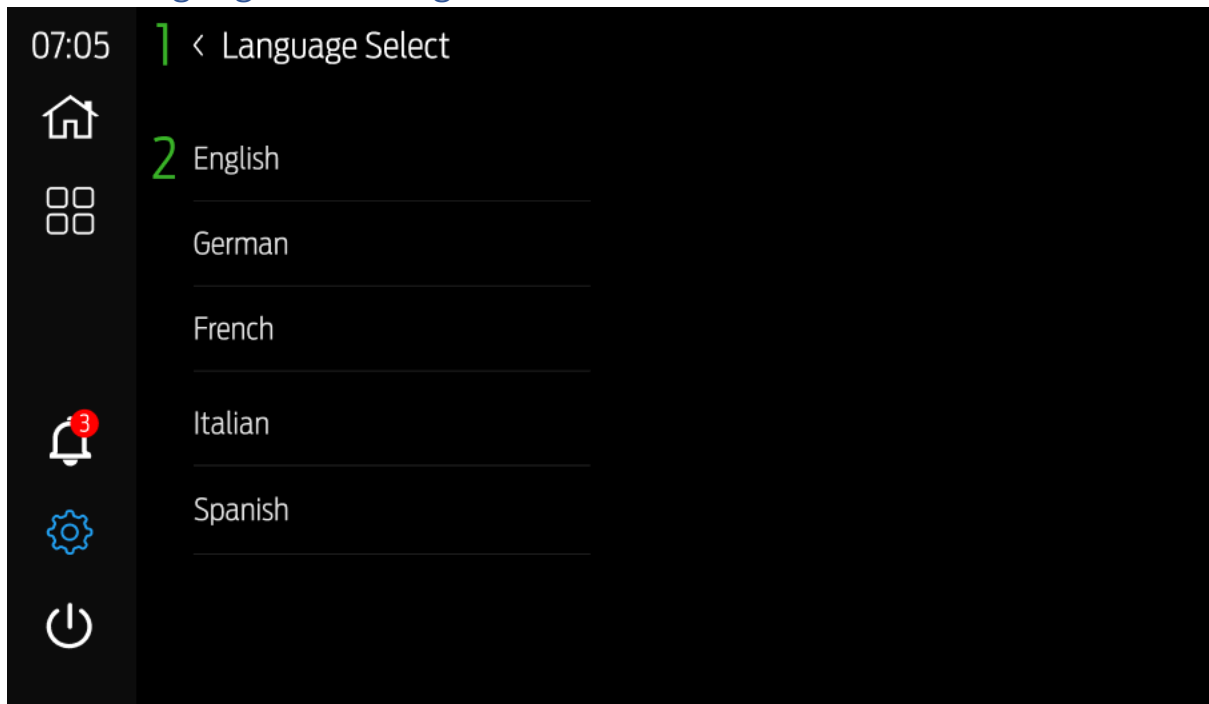 07:05
1 < Language Select
2 English
German
French
Italian
3
Spanish